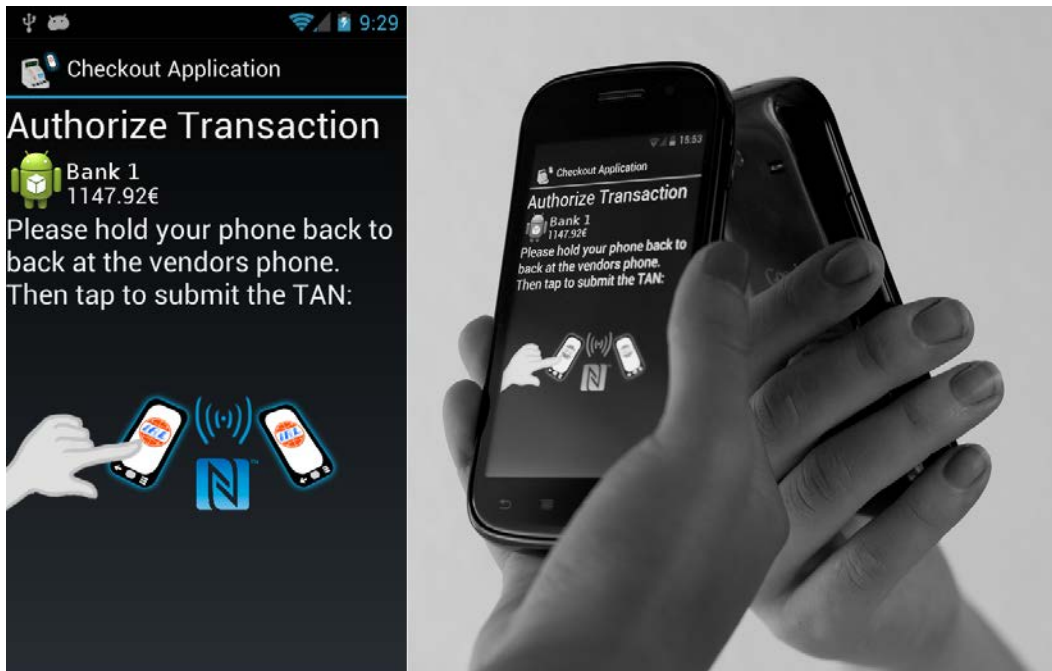 9:29
Checkout Application
Authorize Transaction
Bank 1
1147.92€
Please hold your phone back to
back at the vendors phone.
Then tap to submit the TAN:
15:53
Checkout Application
Authorize Transaction
Bank 1
1147.92€
Please hold your phone back to
back at the vendors phone.
Then tap to submit the TAN: